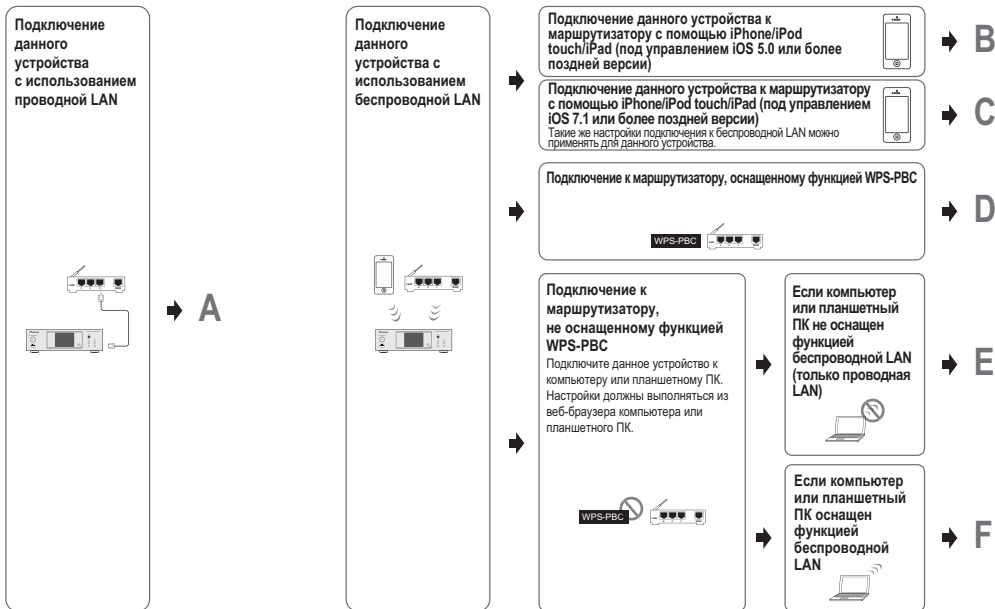 Подключение
данного
устройства
с использованием
проводной LAN
A
Подключение
данного
устройства с
использованием
беспроводной LAN
Подключение данного устройства к
маршрутизатору с помощью iPhone/iPod
touch/iPad (под управлением iOS 5.0 или более
поздней версии)
B
Подключение данного устройства к маршрутизатору
с помощью iPhone/iPod touch/iPad (под управлением
iOS 7.1 или более поздней версии)
Такие же настройки подключения к беспроводной LAN можно
применять для данного устройства.
C
Подключение к маршрутизатору, оснащенному функцией WPS-PBC
WPS-PBC
D
Подключение к
маршрутизатору,
не оснащенному функцией
WPS-PBC
Подключите данное устройство к
компьютеру или планшетному ПК.
Настройки должны выполняться из
веб-браузера компьютера или
планшетного ПК.
WPS-PBC
Если компьютер
или планшетный
ПК не оснащен
функцией
беспроводной LAN
(только проводная
LAN)
E
Если компьютер
или планшетный
ПК оснащен
функцией
беспроводной
LAN
F